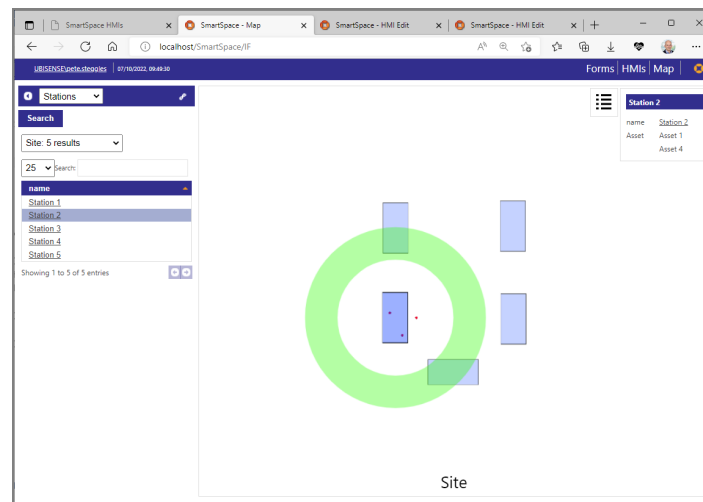 SmartSpace HMIs
SmartSpace - Map
SmartSpace - HMI Edit
SmartSpace - HMI Edit
localhost/SmartSpace/IF
UBISENSE\pete.steggles 07/10/2022, 09:49:30
Forms HMIs Map
Stations
Search
Site: 5 results
25 Search:
name
Station 1
Station 2
Station 3
Station 4
Station 5
Showing 1 to 5 of 5 entries
Station 2
name Station 2
Asset Asset 1
Asset 4
Site